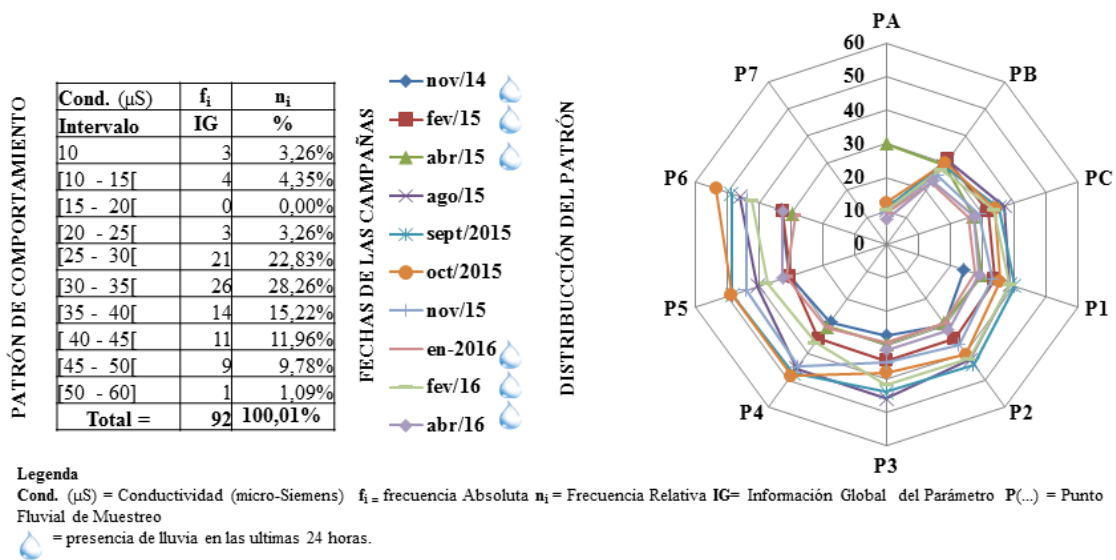 PATRÓN DE COMPORTAMIENTO
Cond. (µS) fi ni
Intervalo IG %
10 3 3,26%
[10 - 15[ 4 4,35%
[15 - 20[ 0 0,00%
[20 - 25[ 3 3,26%
[25 - 30[ 21 22,83%
[30 - 35[ 26 28,26%
[35 - 40[ 14 15,22%
[ 40 - 45[ 11 11,96%
[45 - 50[ 9 9,78%
[50 - 60] 1 1,09%
Total = 92 100,01%
FECHAS DE LAS CAMPAÑAS
nov/14
fev/15
abr/15
ago/15
sept/2015
oct/2015
nov/15
en-2016
fev/16
abr/16
DISTRIBUCCIÓN DEL PATRÓN
PA
PB
PC
P1
P2
P3
P4
P5
P6
P7
60
50
40
30
20
10
0
Legenda
Cond. (µS) = Conductividad (micro-Siemens) fi = frecuencia Absoluta ni = Frecuencia Relativa IG= Información Global del Parámetro P(...) = Punto
Fluvial de Muestreo
= presencia de lluvia en las ultimas 24 horas.